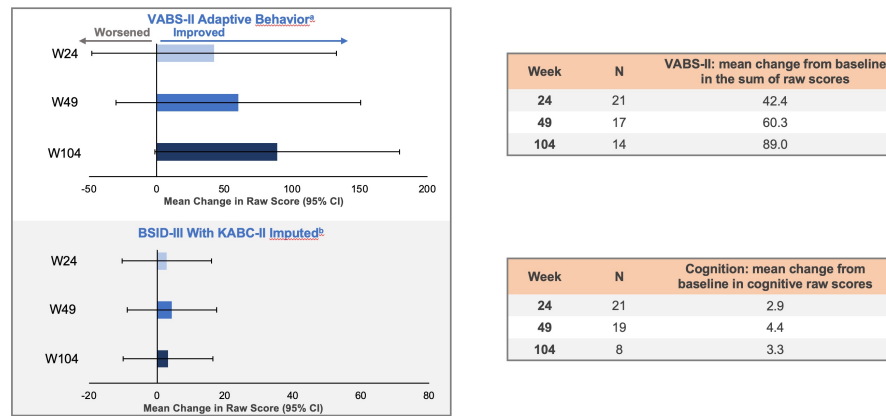 VABS-II Adaptive Behaviorᵃ
Worsened Improved
W24
W49
W104
-50 0 50 100 150 200
Mean Change in Raw Score (95% CI)
BSID-III With KABC-II Imputedᵇ
W24
W49
W104
-20 0 20 40 60 80
Mean Change in Raw Score (95% CI)
Week N VABS-II: mean change from baseline
in the sum of raw scores
24 21 42.4
49 17 60.3
104 14 89.0
Week N Cognition: mean change from
baseline in cognitive raw scores
24 21 2.9
49 19 4.4
104 8 3.3